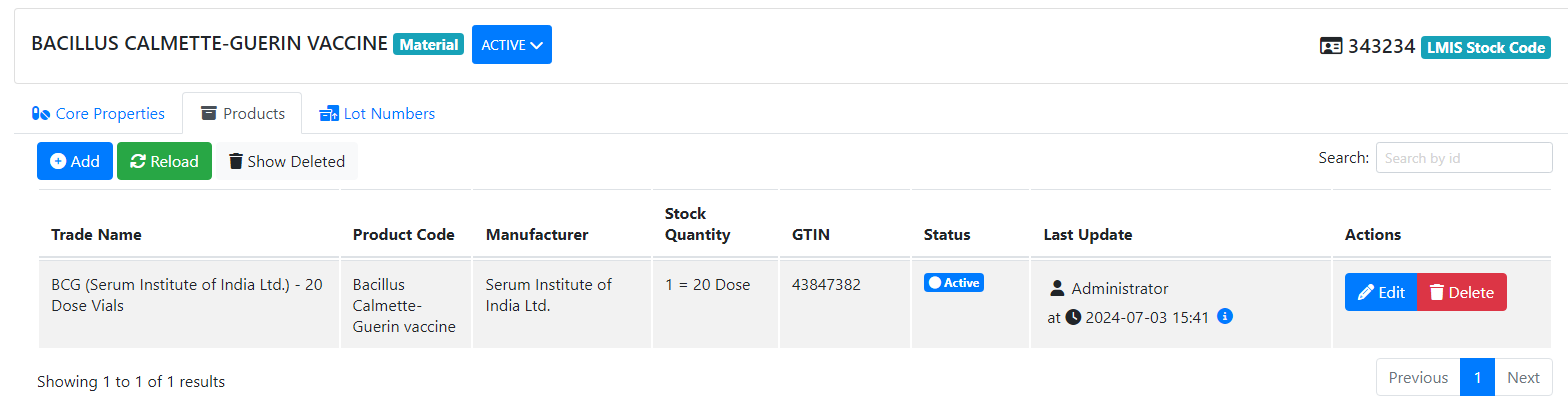 BACILLUS CALMETTE-GUERIN VACCINE Material ACTIVE 343234 LMIS Stock Code
Core Properties Products Lot Numbers
Add Reload Show Deleted Search: Search by id
Trade Name Product Code Manufacturer Stock Quantity GTIN Status Last Update Actions
BCG (Serum Institute of India Ltd.) - 20
Dose Vials
Bacillus
Calmette-
Guerin vaccine
Serum Institute of
India Ltd.
1 = 20 Dose
43847382
Active
Administrator
at 2024-07-03 15:41
Edit Delete
Showing 1 to 1 of 1 results
Previous 1 Next